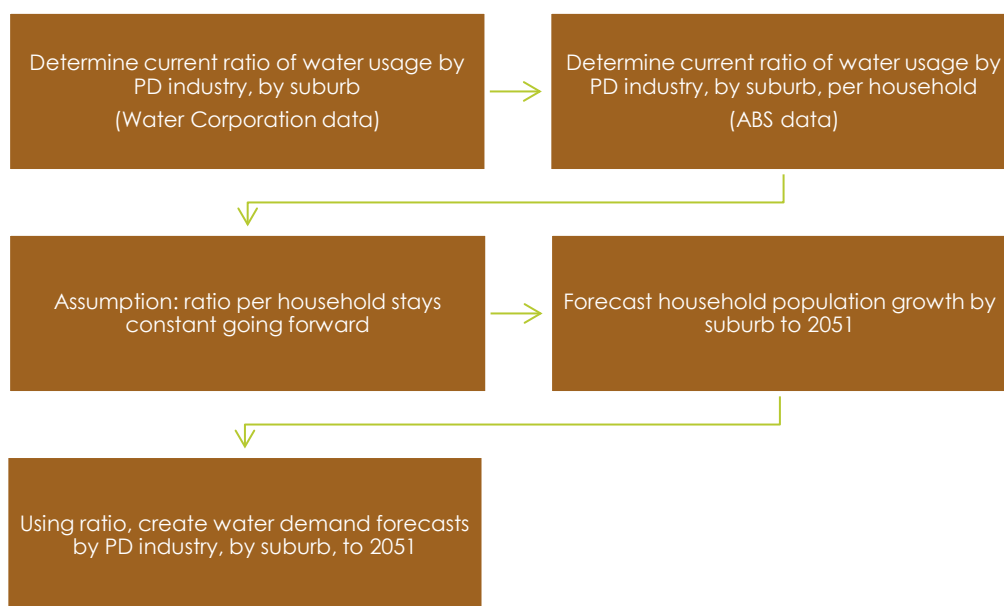 Determine current ratio of water usage by
PD industry, by suburb
(Water Corporation data)
Determine current ratio of water usage by
PD industry, by suburb, per household
(ABS data)
Assumption: ratio per household stays
constant going forward
Forecast household population growth by
suburb to 2051
Using ratio, create water demand forecasts
by PD industry, by suburb, to 2051